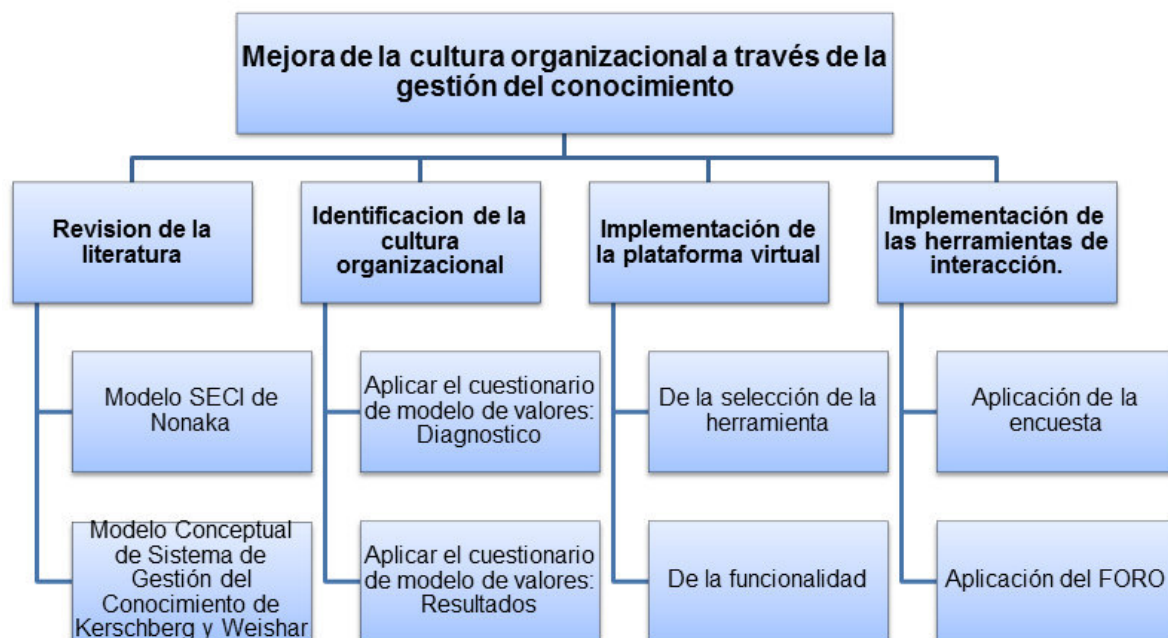 Mejora de la cultura organizacional a través de la
gestión del conocimiento
Revision de la
literatura
Identificacion de la
cultura
organizacional
Implementación de
la plataforma virtual
Implementación de
las herramientas de
interacción.
Modelo SECI de
Nonaka
Aplicar el cuestionario
de modelo de valores:
Diagnostico
De la selección de la
herramienta
Aplicación de la
encuesta
Modelo Conceptual
de Sistema de
Gestión del
Conocimiento de
Kerschberg y Weishar
Aplicar el cuestionario
de modelo de valores:
Resultados
De la funcionalidad
Aplicación del FORO